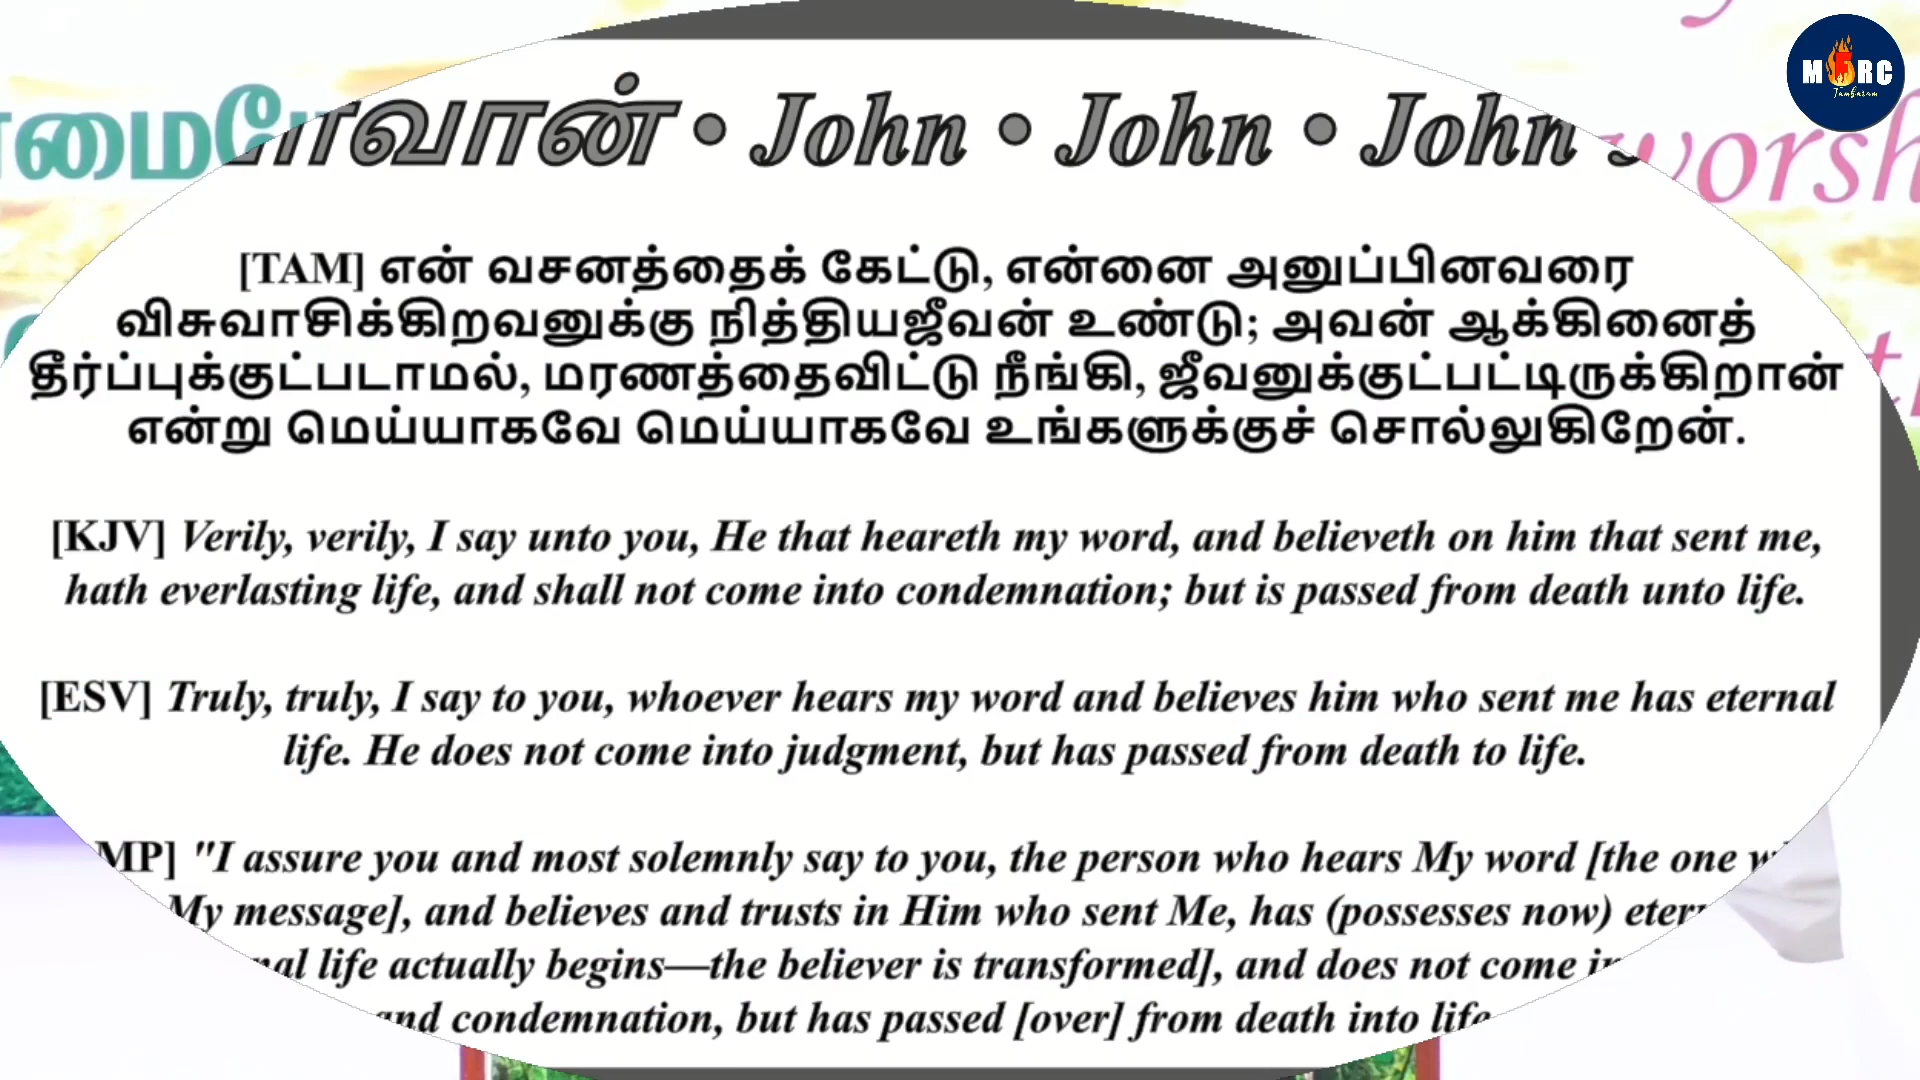 யோவான் • John • John • John
M RC
Tambaram
[TAM] என் வசனத்தைக் கேட்டு, என்னை அனுப்பினவரை
விசுவாசிக்கிறவனுக்கு நித்தியஜீவன் உண்டு; அவன் ஆக்கினைத்
தீர்ப்புக்குட்படாமல், மரணத்தைவிட்டு நீங்கி, ஜீவனுக்குட்பட்டிருக்கிறான்
என்று மெய்யாகவே மெய்யாகவே உங்களுக்குச் சொல்லுகிறேன்.
[KJV] Verily, verily, I say unto you, He that heareth my word, and believeth on him that sent me,
hath everlasting life, and shall not come into condemnation; but is passed from death unto life.
[ESV] Truly, truly, I say to you, whoever hears my word and believes him who sent me has eternal
life. He does not come into judgment, but has passed from death to life.
MP] "I assure you and most solemnly say to you, the person who hears My word [the one
My message], and believes and trusts in Him who sent Me, has (possesses now)
life actually begins—the believer is transformed], and does not come
and condemnation, but has passed [over] from death into life